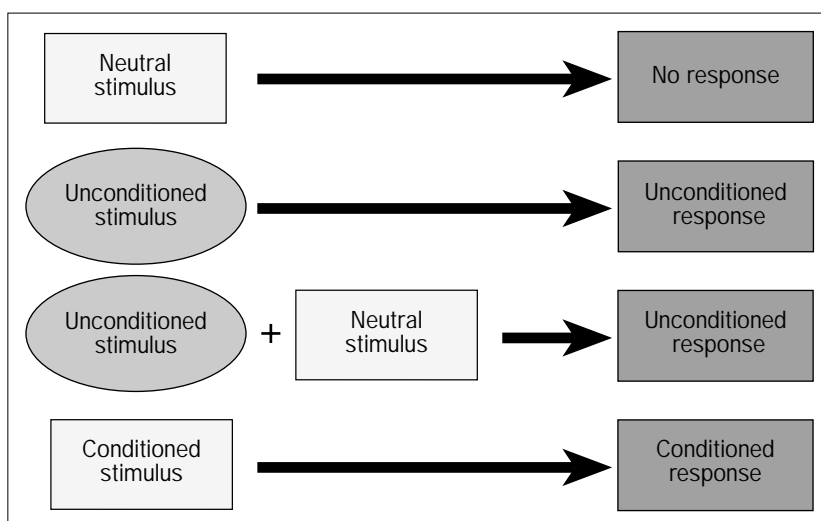 Neutral
stimulus
No response
Unconditioned
stimulus
Unconditioned
response
Unconditioned
stimulus
+
Neutral
stimulus
Unconditioned
response
Conditioned
stimulus
Conditioned
response